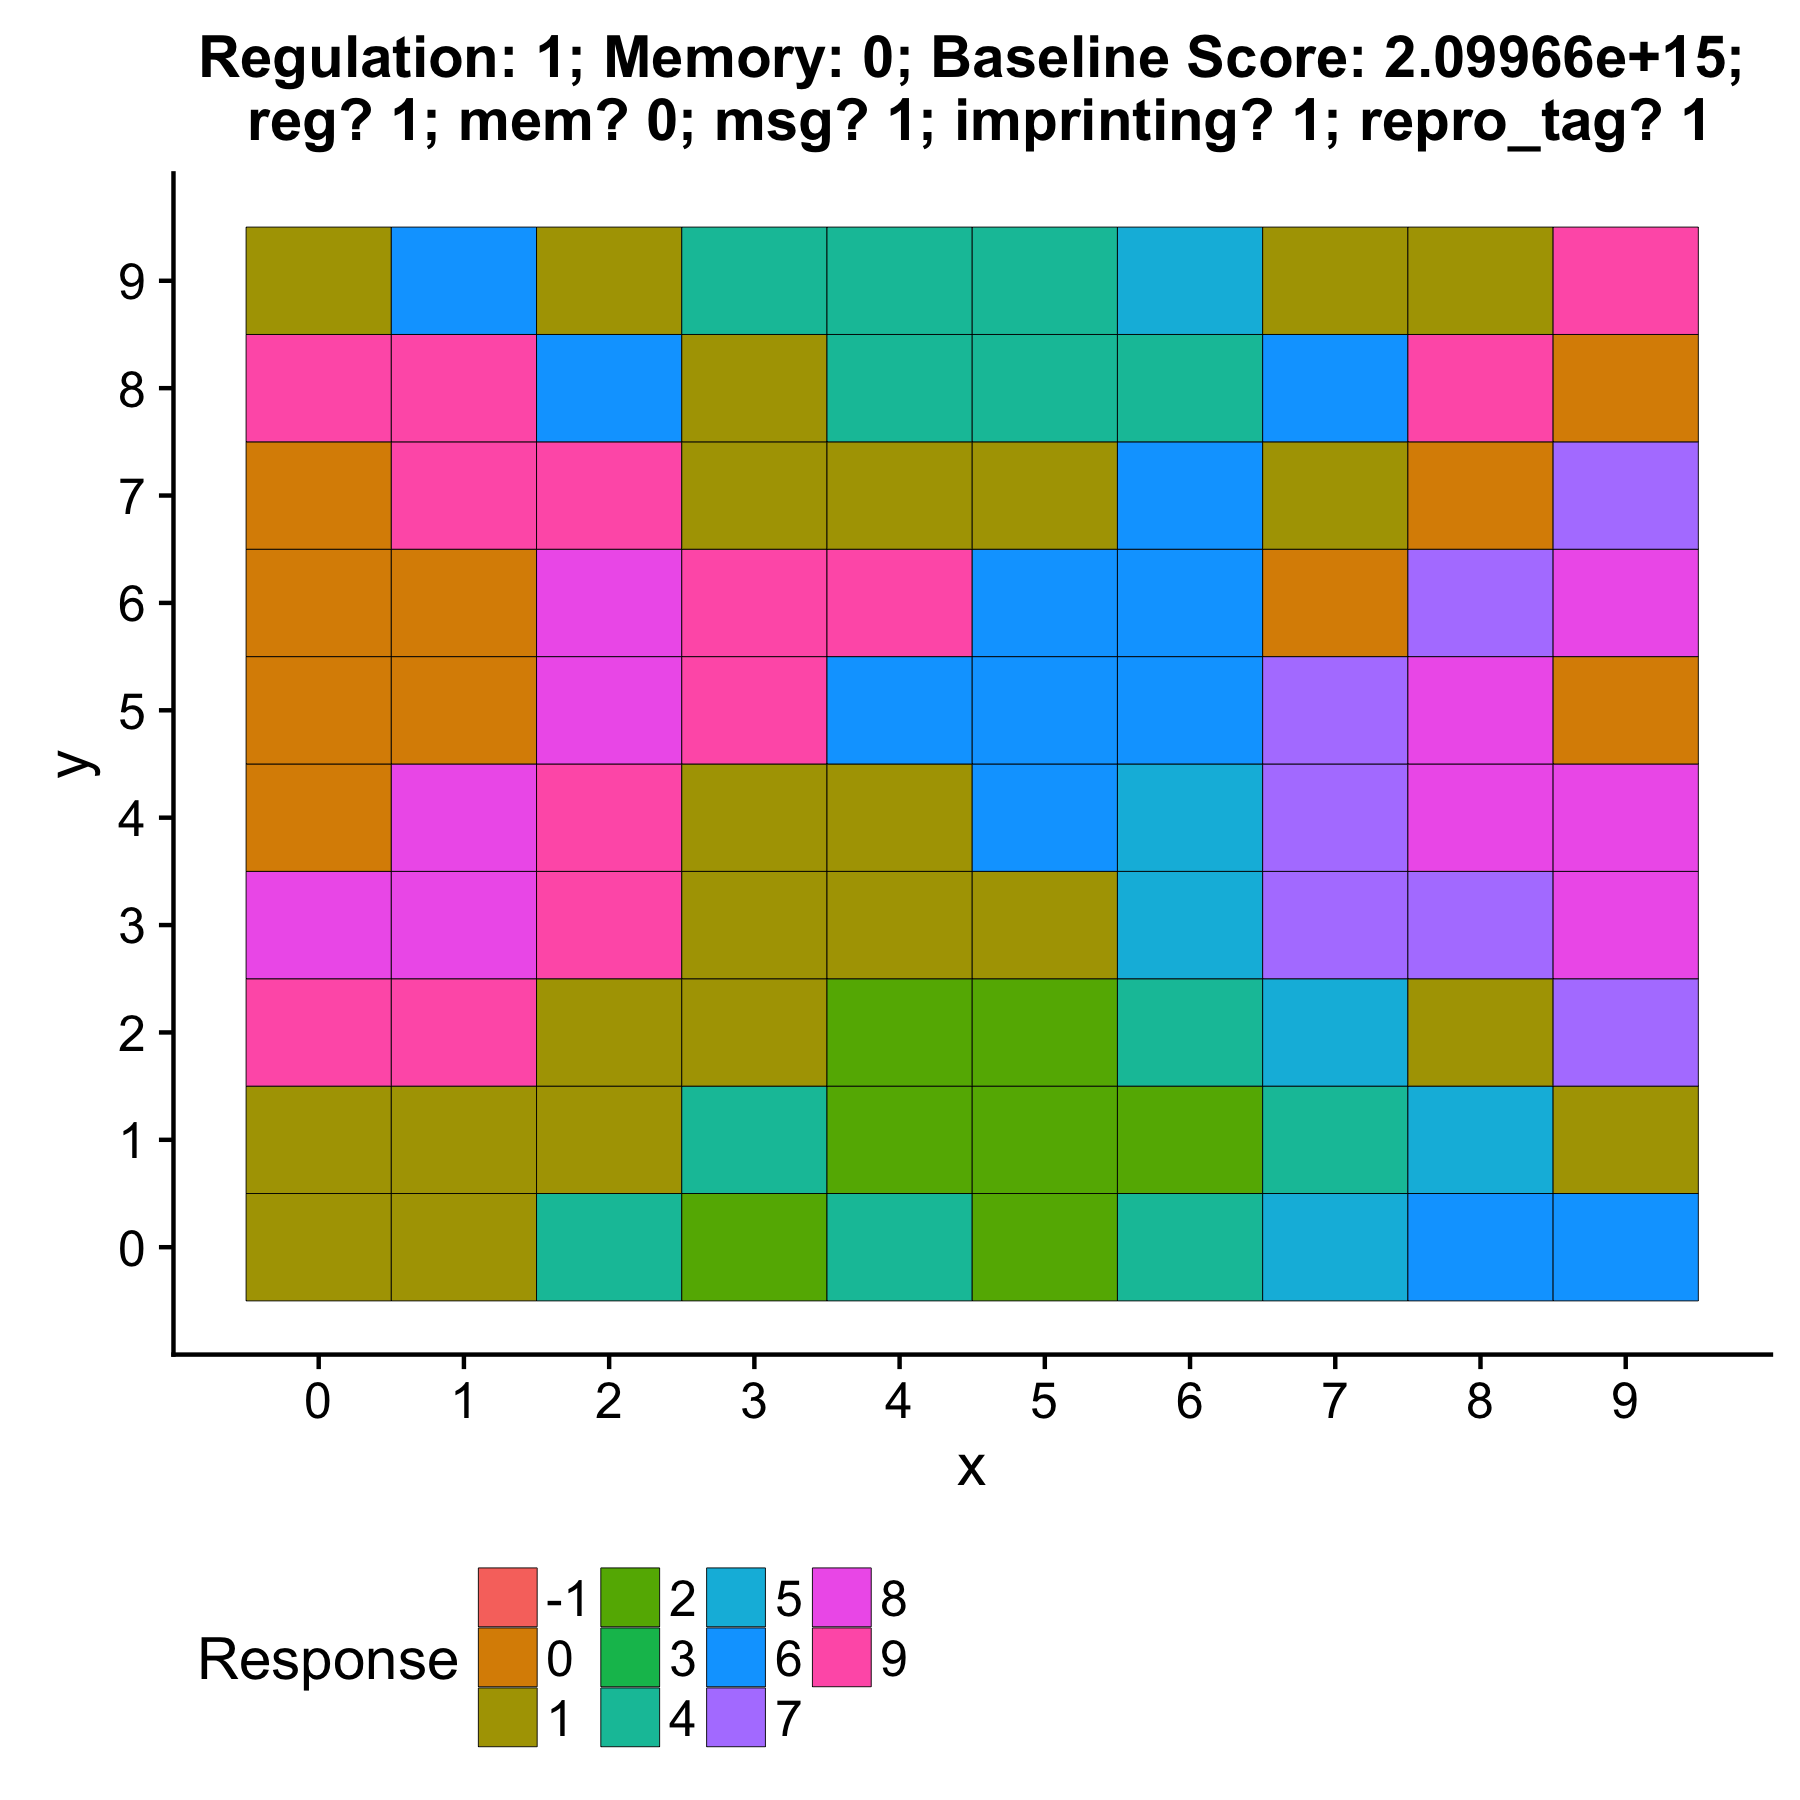 Regulation: 1; Memory: 0; Baseline Score: 2.09966e+15;
reg? 1; mem? 0; msg? 1; imprinting? 1; repro_tag? 1
y
9
8
7
6
5
4
3
2
1
0
0 1 2 3 4 5 6 7 8 9
x
Response
-1 2 5 8
0 3 6 9
1 4 7